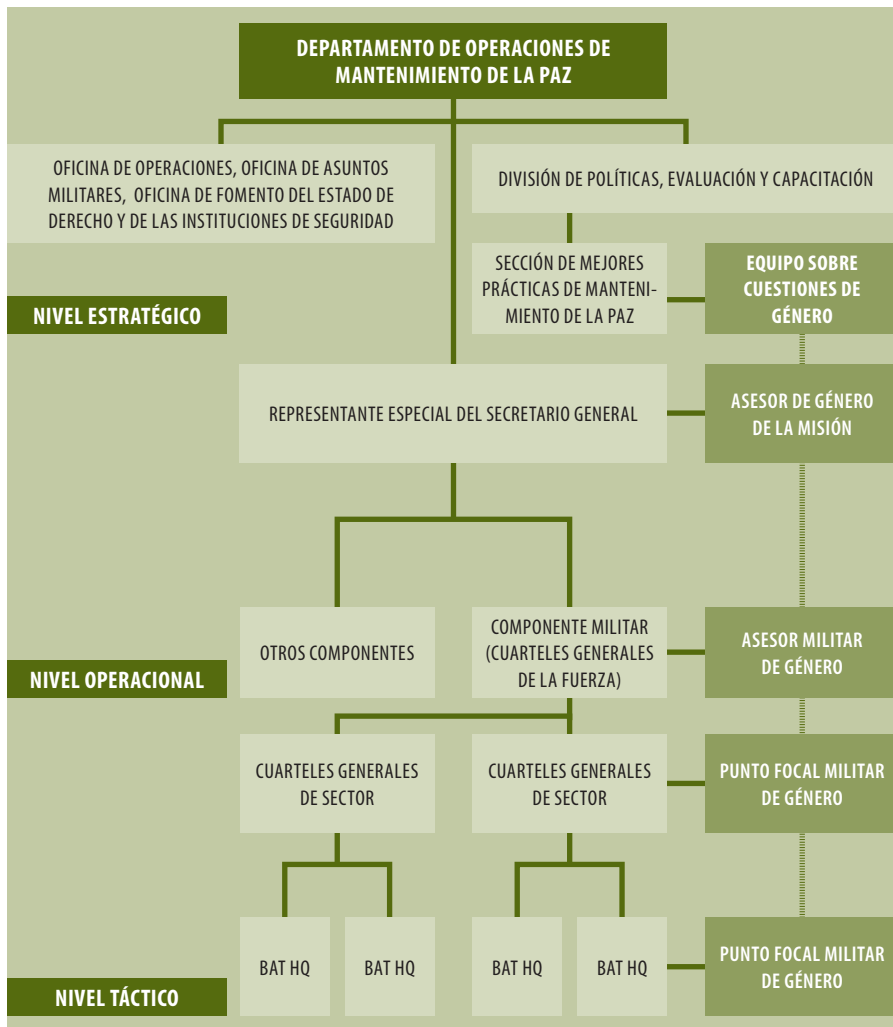 DEPARTAMENTO DE OPERACIONES DE
MANTENIMIENTO DE LA PAZ
OFICINA DE OPERACIONES, OFICINA DE ASUNTOS
MILITARES, OFICINA DE FOMENTO DEL ESTADO DE
DERECHO Y DE LAS INSTITUCIONES DE SEGURIDAD
DIVISIÓN DE POLÍTICAS, EVALUACIÓN Y CAPACITACIÓN
SECCIÓN DE MEJORES
PRÁCTICAS DE MANTENI-
MIENTO DE LA PAZ
EQUIPO SOBRE
CUESTIONES DE
GÉNERO
NIVEL ESTRATÉGICO
REPRESENTANTE ESPECIAL DEL SECRETARIO GENERAL
ASESOR DE GÉNERO
DE LA MISIÓN
OTROS COMPONENTES
COMPONENTE MILITAR
(CUARTELES GENERALES
DE LA FUERZA)
ASESOR MILITAR
DE GÉNERO
NIVEL OPERACIONAL
CUARTELES GENERALES
DE SECTOR
CUARTELES GENERALES
DE SECTOR
PUNTO FOCAL MILITAR
DE GÉNERO
BAT HQ
BAT HQ
BAT HQ
BAT HQ
PUNTO FOCAL MILITAR
DE GÉNERO
NIVEL TÁCTICO